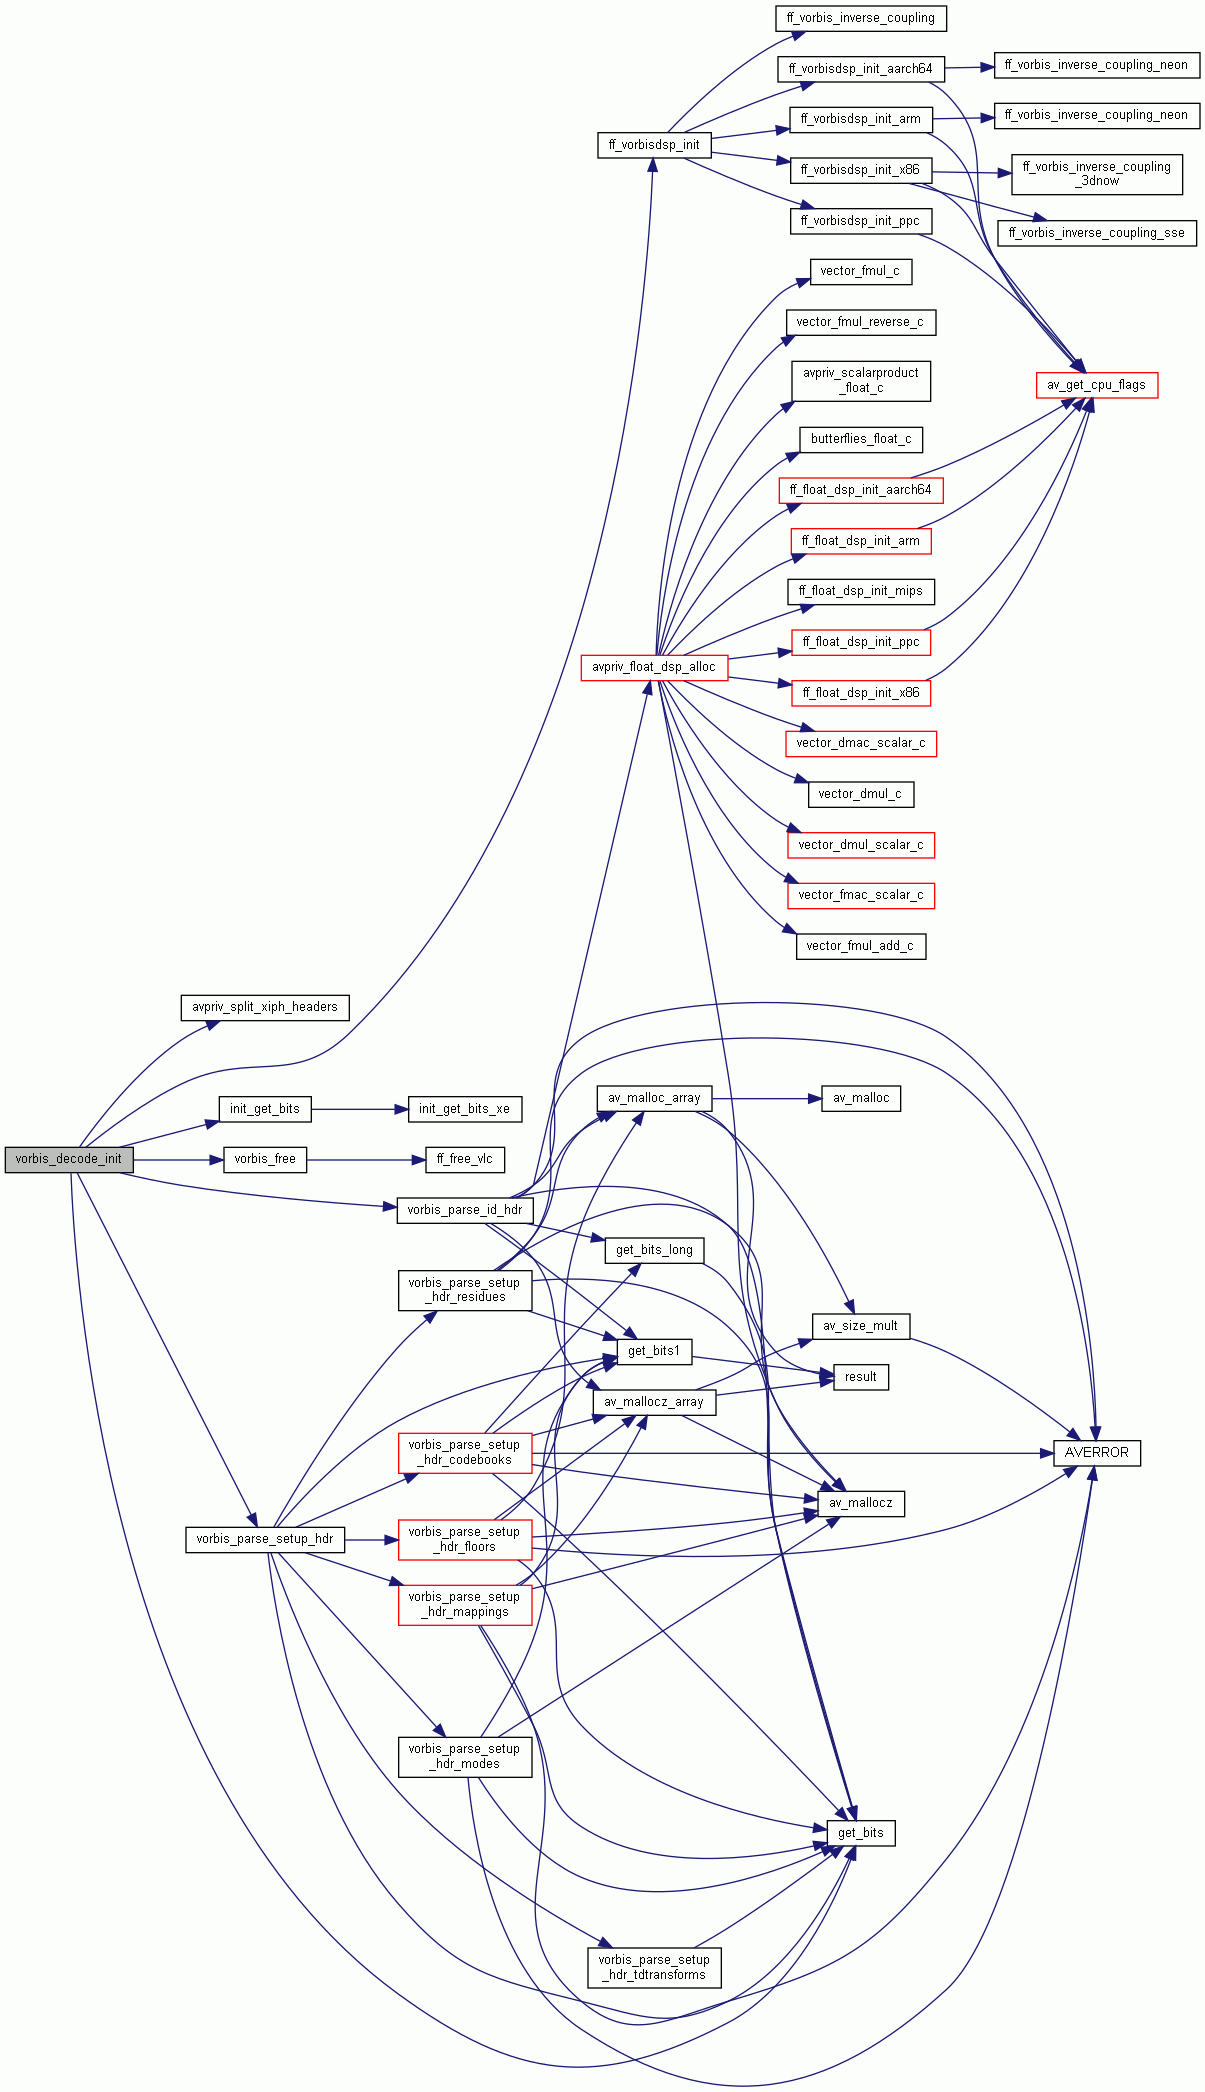 ff_vorbis_inverse_coupling
ff_vorbisdsp_init_aarch64
ff_vorbis_inverse_coupling_neon
ff_vorbisdsp_init_arm
ff_vorbis_inverse_coupling_neon
ff_vorbisdsp_init
ff_vorbisdsp_init_x86
ff_vorbis_inverse_coupling
_3dnow
ff_vorbisdsp_init_ppc
ff_vorbis_inverse_coupling_sse
vector_fmul_c
vector_fmul_reverse_c
avpriv_scalarproduct
_float_c
av_get_cpu_flags
butterflies_float_c
ff_float_dsp_init_aarch64
ff_float_dsp_init_arm
ff_float_dsp_init_mips
ff_float_dsp_init_ppc
avpriv_float_dsp_alloc
ff_float_dsp_init_x86
vector_dmac_scalar_c
vector_dmul_c
vector_dmul_scalar_c
vector_fmac_scalar_c
vector_fmul_add_c
avpriv_split_xiph_headers
av_malloc_array
av_malloc
init_get_bits
init_get_bits_xe
vorbis_decode_init
vorbis_free
ff_free_vlc
vorbis_parse_id_hdr
get_bits_long
vorbis_parse_setup
_hdr_residues
av_size_mult
get_bits1
result
av_mallocz_array
vorbis_parse_setup
_hdr_codebooks
AVERROR
av_mallocz
vorbis_parse_setup_hdr
vorbis_parse_setup
_hdr_floors
vorbis_parse_setup
_hdr_mappings
vorbis_parse_setup
_hdr_modes
get_bits
vorbis_parse_setup
_hdr_tdtransforms